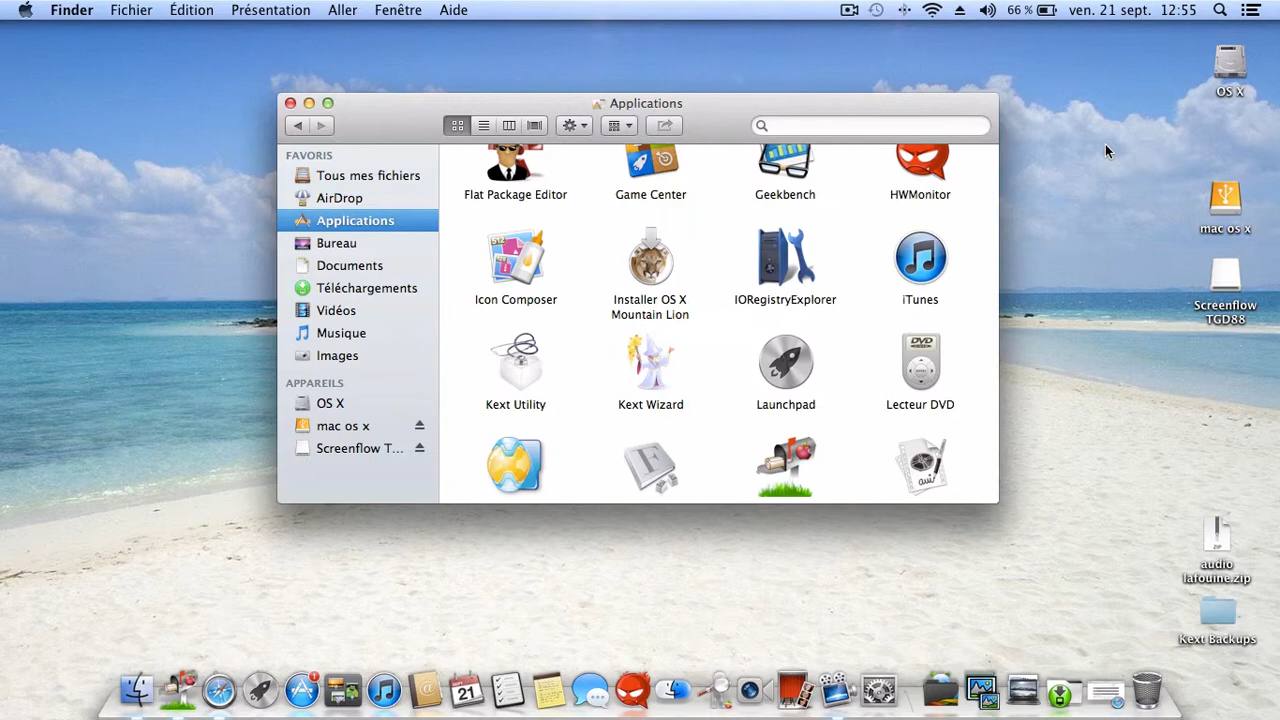 Finder Fichier Édition Présentation Aller Fenêtre Aide 66 % ven. 21 sept. 12:55
Applications
FAVORIS
Tous mes fichiers
AirDrop
Applications
Bureau
Documents
Téléchargements
Vidéos
Musique
Images
APPAREILS
OS X
mac os x
Screenflow T...
Flat Package Editor
Game Center
Geekbench
HWMonitor
Icon Composer
Installer OS X
Mountain Lion
IORegistryExplorer
iTunes
Kext Utility
Kext Wizard
Launchpad
DVD
Lecteur DVD
OS X
mac os x
Screenflow
TGD88
ZIP
audio
lafouine.zip
Kext Backups
21